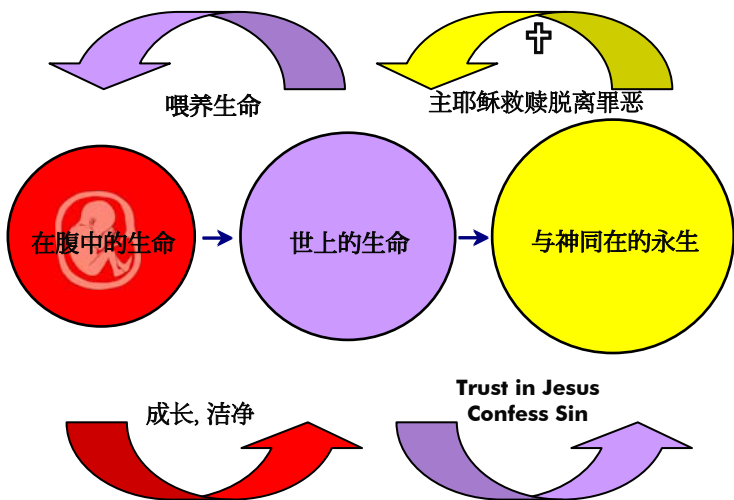 喂养生命
主耶稣救赎脱离罪恶
在腹中的生命
世上的生命
与神同在的永生
成长, 洁净
Trust in Jesus
Confess Sin